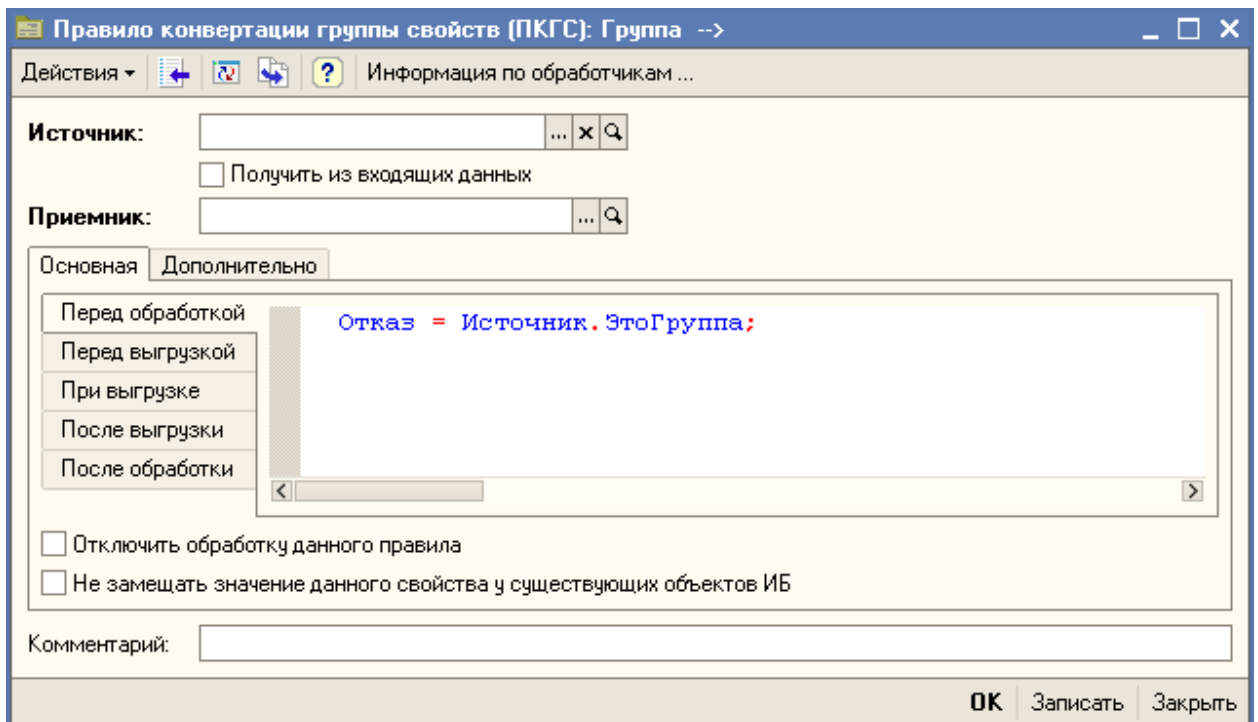 Правило конвертации группы свойств (ПКГС): Группа -->
Действия Информация по обработчикам ...
Источник:
Получить из входящих данных
Приемник:
Основная Дополнительно
Перед обработкой
Отказ = Источник.ЭтоГруппа;
Перед выгрузкой
При выгрузке
После выгрузки
После обработки
Отключить обработку данного правила
Не замещать значение данного свойства у существующих объектов ИБ
Комментарий:
OK Записать Закрыть